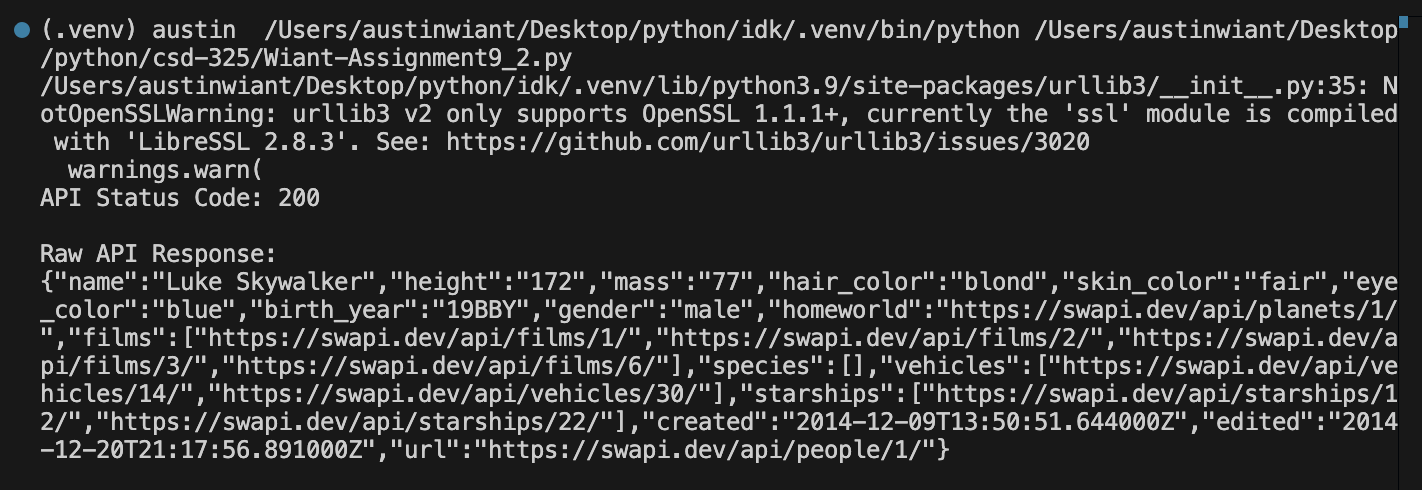 (.venv) austin  /Users/austinwiant/Desktop/python/idk/.venv/bin/python /Users/austinwiant/Desktop
/python/csd-325/Wiant-Assignment9_2.py
/Users/austinwiant/Desktop/python/idk/.venv/lib/python3.9/site-packages/urllib3/__init__.py:35: N
otOpenSSLWarning: urllib3 v2 only supports OpenSSL 1.1.1+, currently the 'ssl' module is compiled
 with 'LibreSSL 2.8.3'. See: https://github.com/urllib3/urllib3/issues/3020
  warnings.warn(
API Status Code: 200

Raw API Response:
{"name":"Luke Skywalker","height":"172","mass":"77","hair_color":"blond","skin_color":"fair","eye
_color":"blue","birth_year":"19BBY","gender":"male","homeworld":"https://swapi.dev/api/planets/1/
","films":["https://swapi.dev/api/films/1/","https://swapi.dev/api/films/2/","https://swapi.dev/a
pi/films/3/","https://swapi.dev/api/films/6/"],"species":[],"vehicles":["https://swapi.dev/api/ve
hicles/14/","https://swapi.dev/api/vehicles/30/"],"starships":["https://swapi.dev/api/starships/1
2/","https://swapi.dev/api/starships/22/"],"created":"2014-12-09T13:50:51.644000Z","edited":"2014
-12-20T21:17:56.891000Z","url":"https://swapi.dev/api/people/1/"}